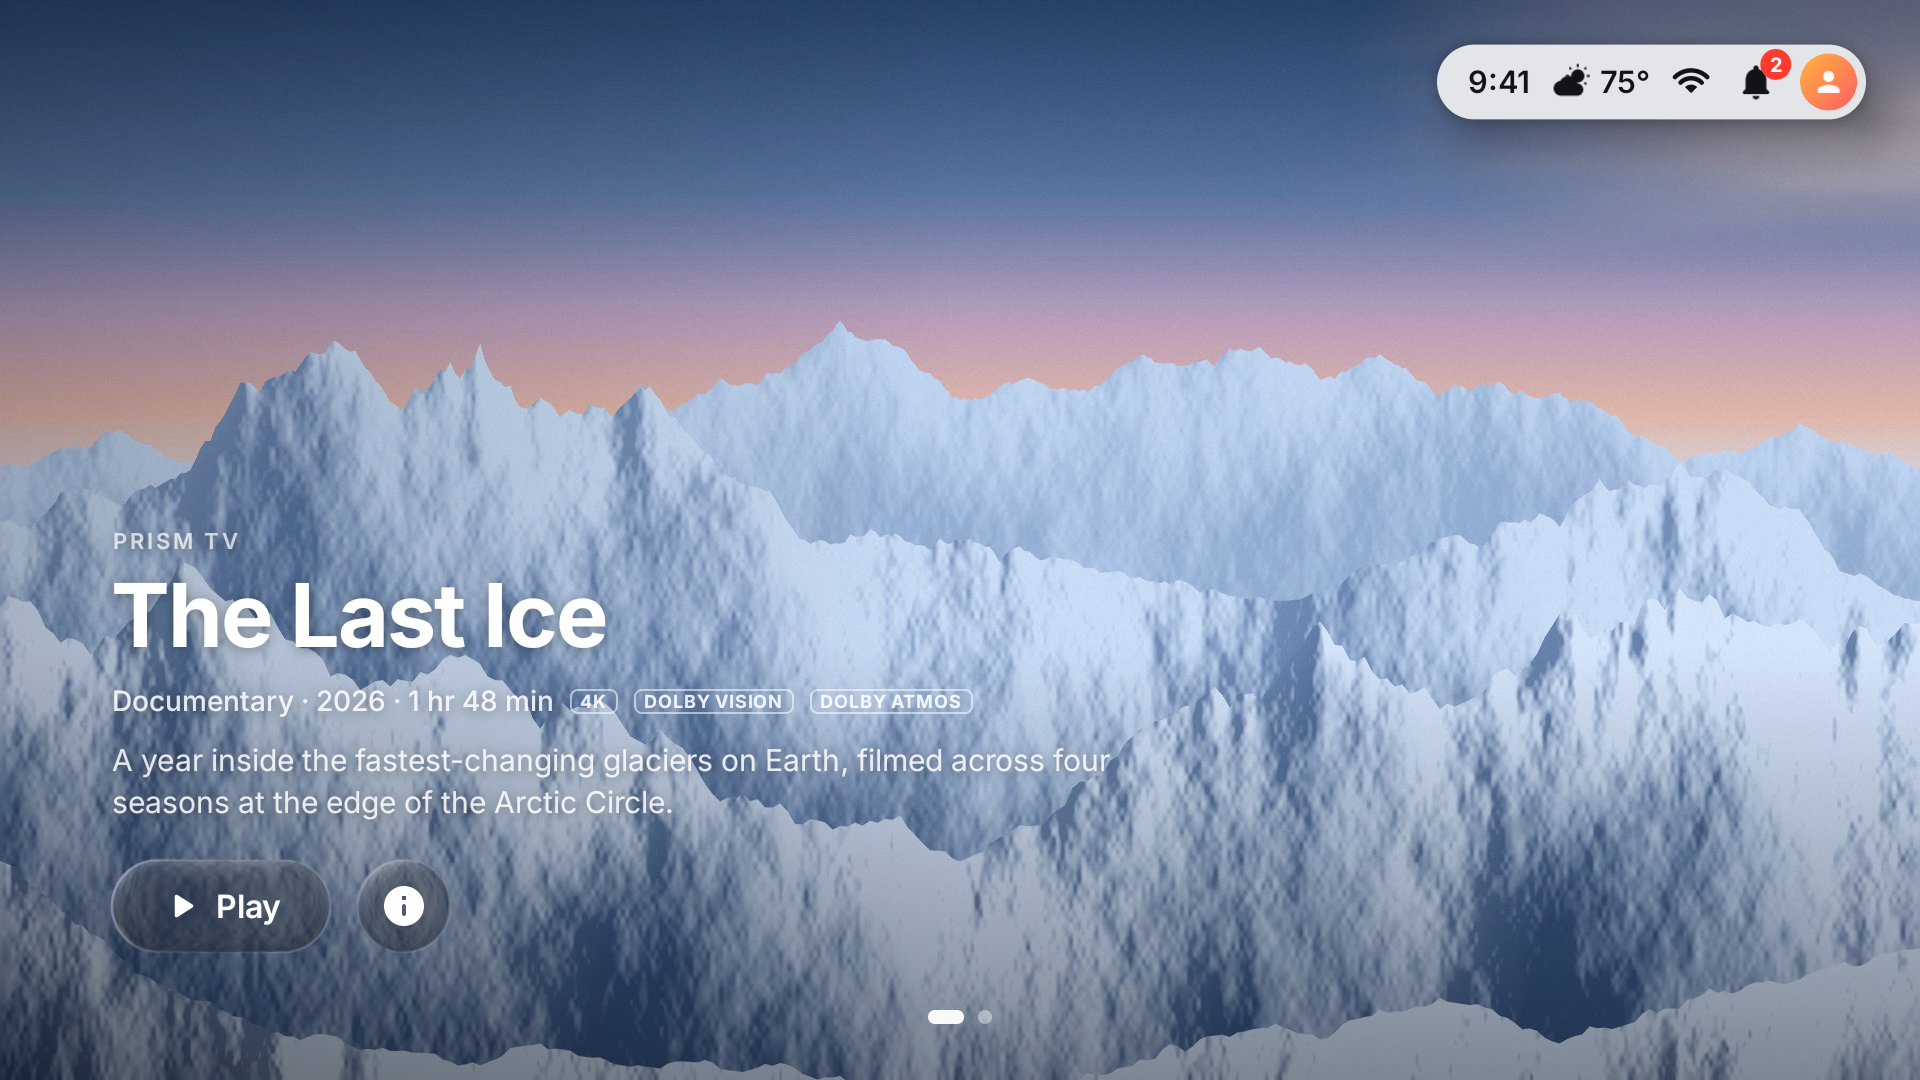 9:41 75° 2
PRISM TV
The Last Ice
Documentary · 2026 · 1 hr 48 min 4K DOLBY VISION DOLBY ATMOS
A year inside the fastest-changing glaciers on Earth, filmed across four
seasons at the edge of the Arctic Circle.
Play